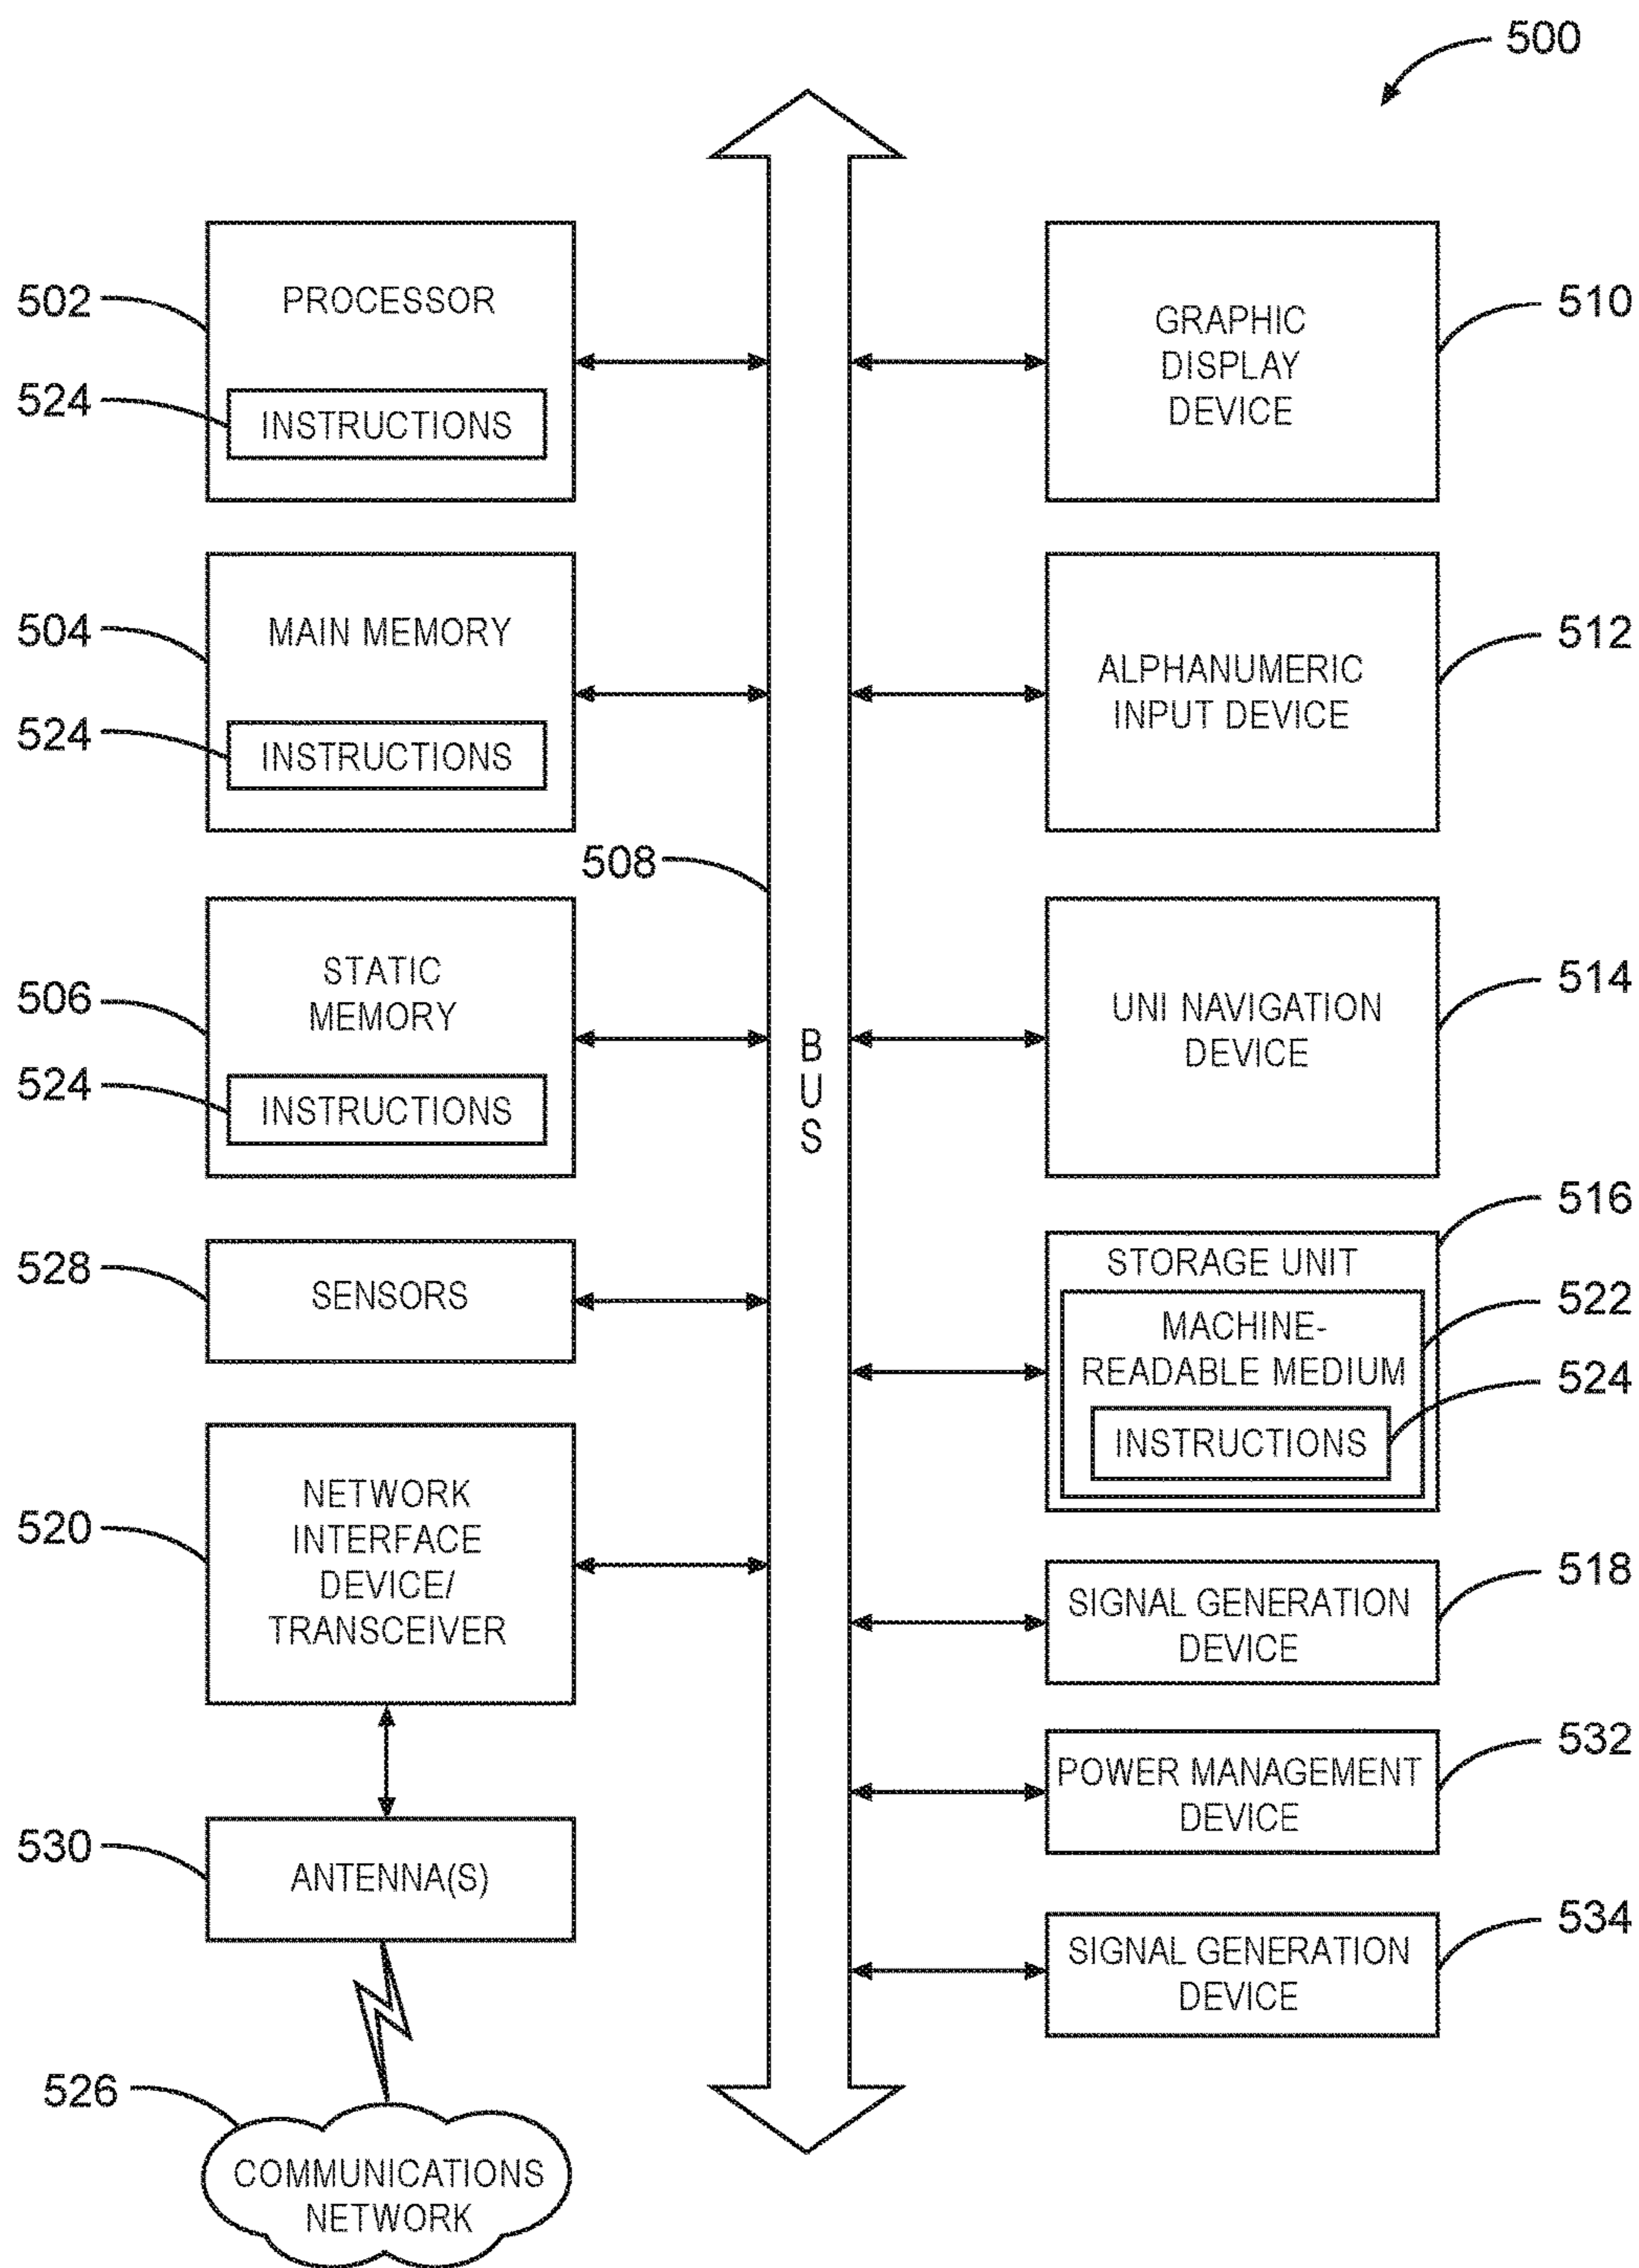 500
502
PROCESSOR
524
INSTRUCTIONS
504
MAIN MEMORY
524
INSTRUCTIONS
508
506
STATIC
MEMORY
524
INSTRUCTIONS
528
SENSORS
520
NETWORK
INTERFACE
DEVICE/
TRANSCEIVER
530
ANTENNA(S)
526
COMMUNICATIONS
NETWORK
B
U
S
510
GRAPHIC
DISPLAY
DEVICE
512
ALPHANUMERIC
INPUT DEVICE
514
UNI NAVIGATION
DEVICE
516
STORAGE UNIT
522
MACHINE-
READABLE MEDIUM
524
INSTRUCTIONS
518
SIGNAL GENERATION
DEVICE
532
POWER MANAGEMENT
DEVICE
534
SIGNAL GENERATION
DEVICE